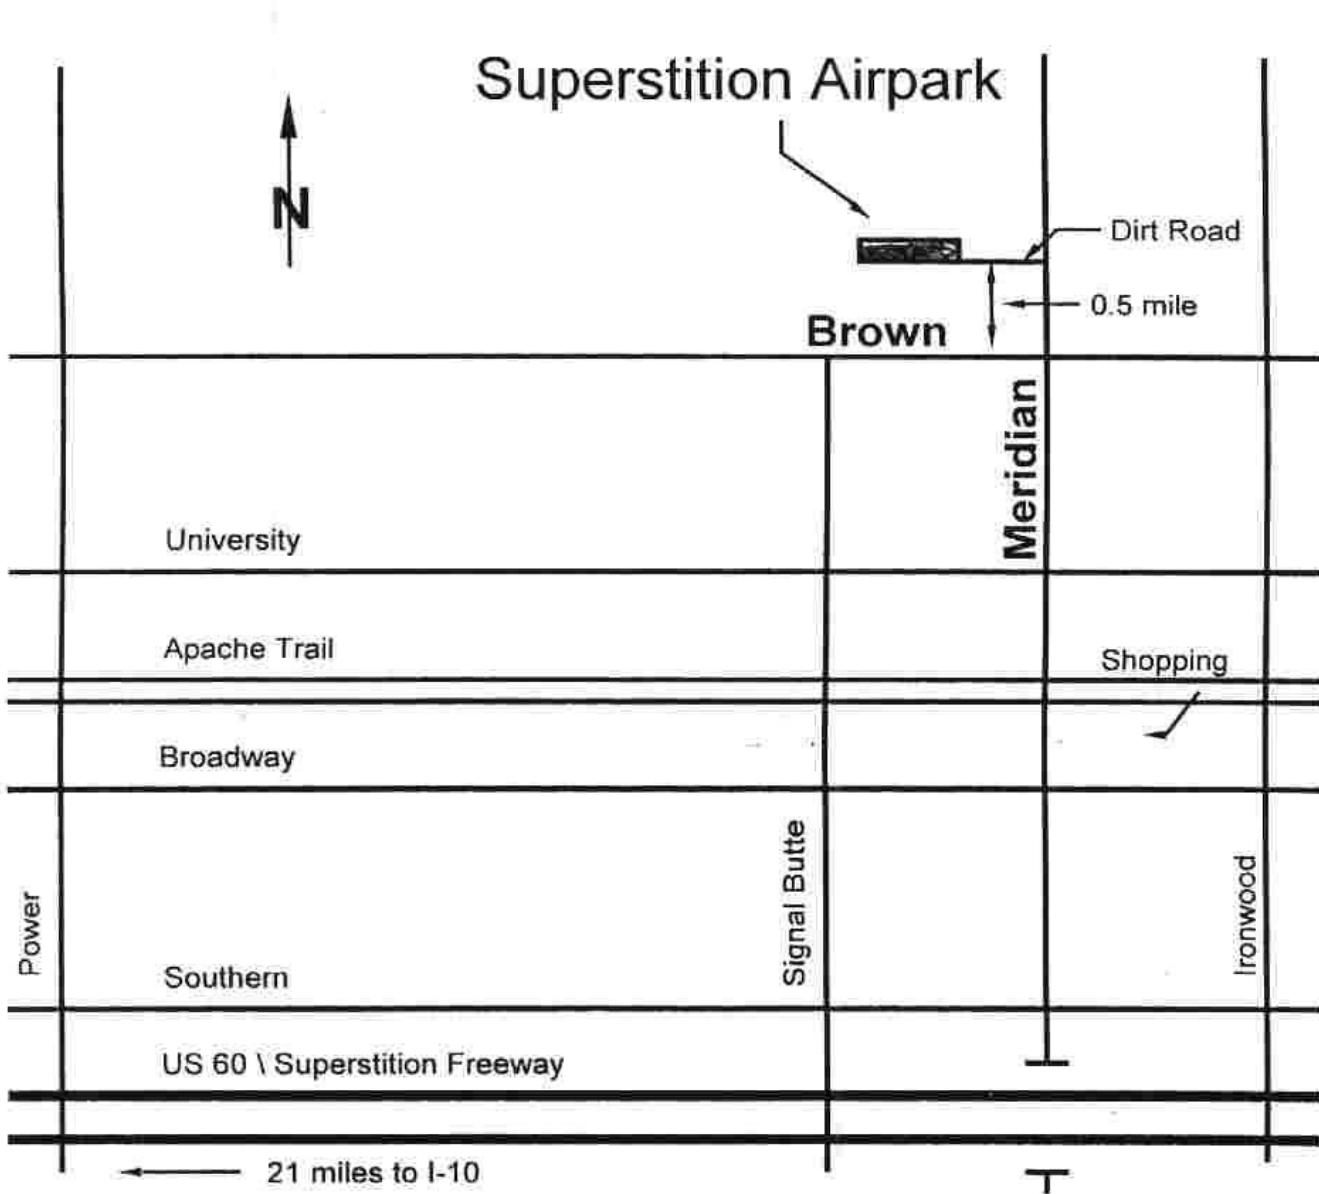 Superstition Airpark
N
Dirt Road
0.5 mile
Brown
Meridian
University
Apache Trail
Shopping
Broadway
Signal Butte
Ironwood
Power
Southern
US 60 \ Superstition Freeway
21 miles to I-10